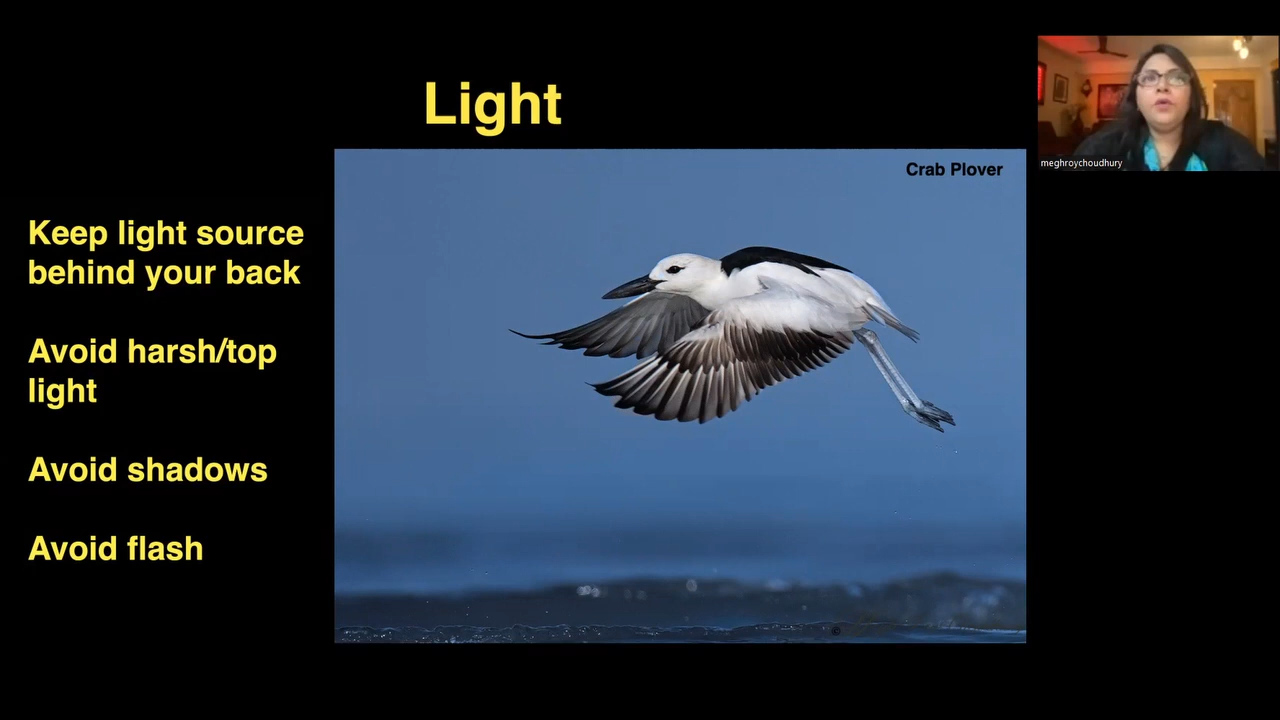 Light
Crab Plover
meghroychoudhury
Keep light source
behind your back
Avoid harsh/top
light
Avoid shadows
Avoid flash